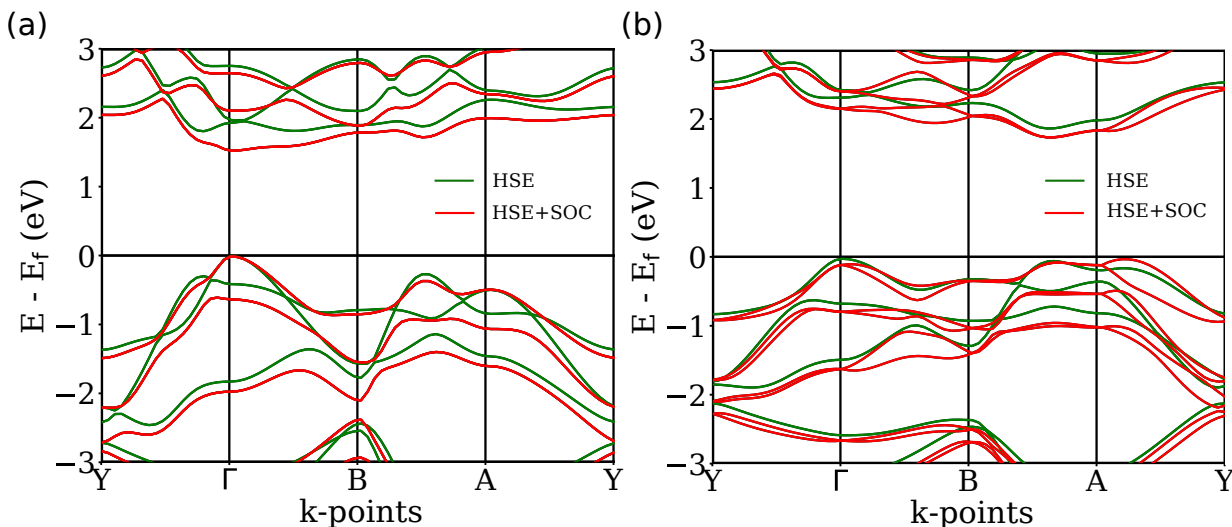 (a)
E - E_f (eV)
3
2
1
0
−1
−2
−3
HSE
HSE+SOC
Y
Γ
B
A
Y
k-points
(b)
E - E_f (eV)
3
2
1
0
−1
−2
−3
HSE
HSE+SOC
Y
Γ
B
A
Y
k-points